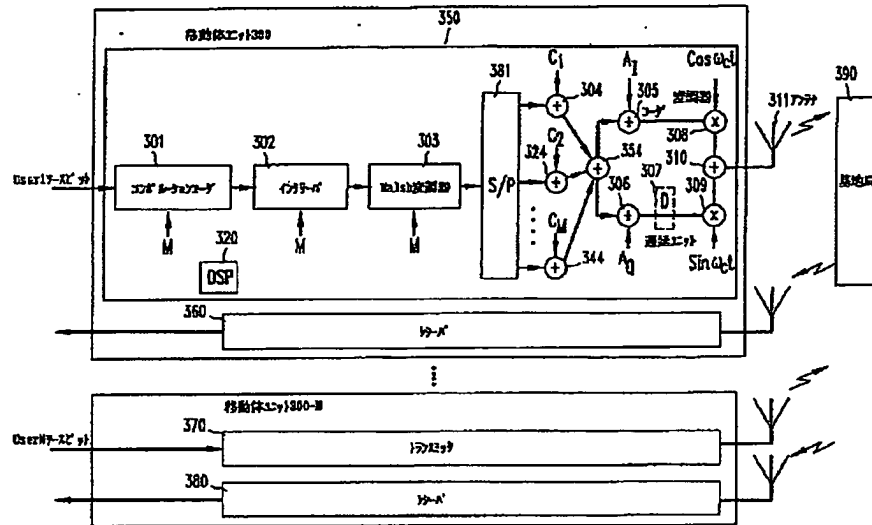 350
移動体ユニット300
381
C1
304
AI
305
コーダ
Cosωct
変調器
308
311 アンテナ
390
301
302
303
C2
324
354
S/P
310
User1データビット
コンボルーションコーダ
インタリーバ
Walsh変調器
306
307
D
309
基地局
M
M
M
遅延ユニット
CM
344
AQ
Sinωct
320
DSP
360
レシーバ
移動体ユニット300-N
370
UserNデータビット
トランスミッタ
380
レシーバ